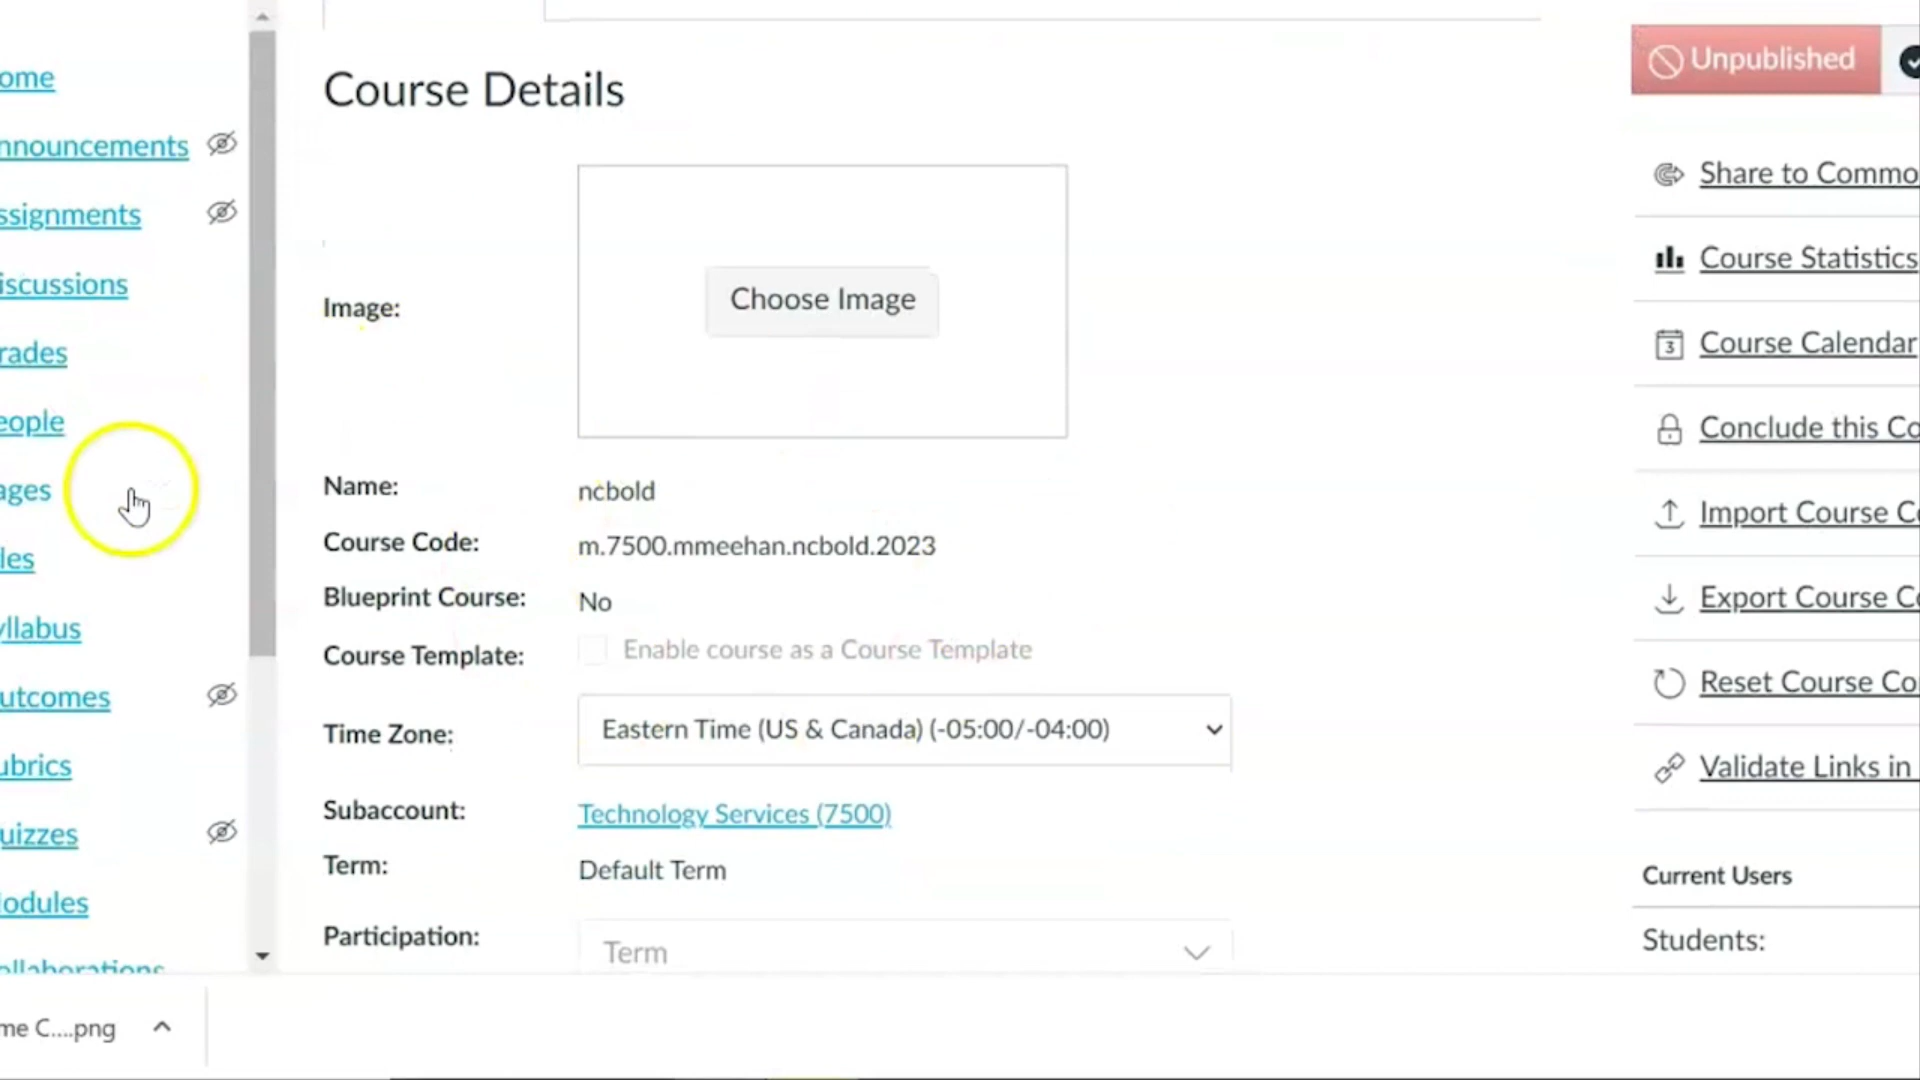 ome
nnouncements
ssignments
iscussions
rades
eople
ages
les
yllabus
utcomes
ubrics
uizzes
odules
ollaborations
me C....png
Course Details
Image:
Choose Image
Name:
ncbold
Course Code:
m.7500.mmeehan.ncbold.2023
Blueprint Course:
No
Course Template:
Enable course as a Course Template
Time Zone:
Eastern Time (US & Canada) (-05:00/-04:00)
Subaccount:
Technology Services (7500)
Term:
Default Term
Participation:
Term
Unpublished
Share to Commo
Course Statistics
3
Course Calendar
Conclude this Co
Import Course Co
Export Course Co
Reset Course Co
Validate Links in
Current Users
Students: